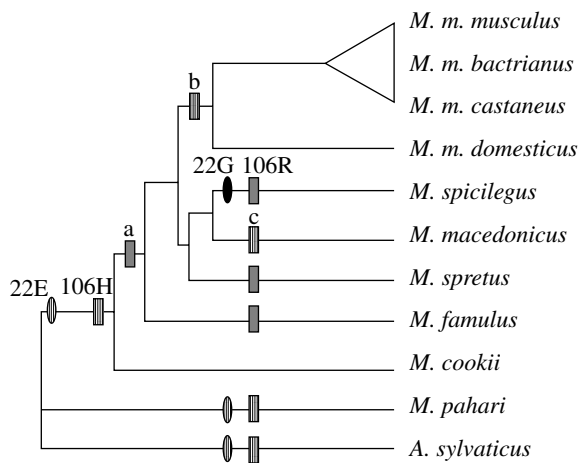 M. m. musculus
M. m. bactrianus
b
M. m. castaneus
M. m. domesticus
22G 106R
M. spicilegus
c
M. macedonicus
a
M. spretus
22E 106H
M. famulus
M. cookii
M. pahari
A. sylvaticus